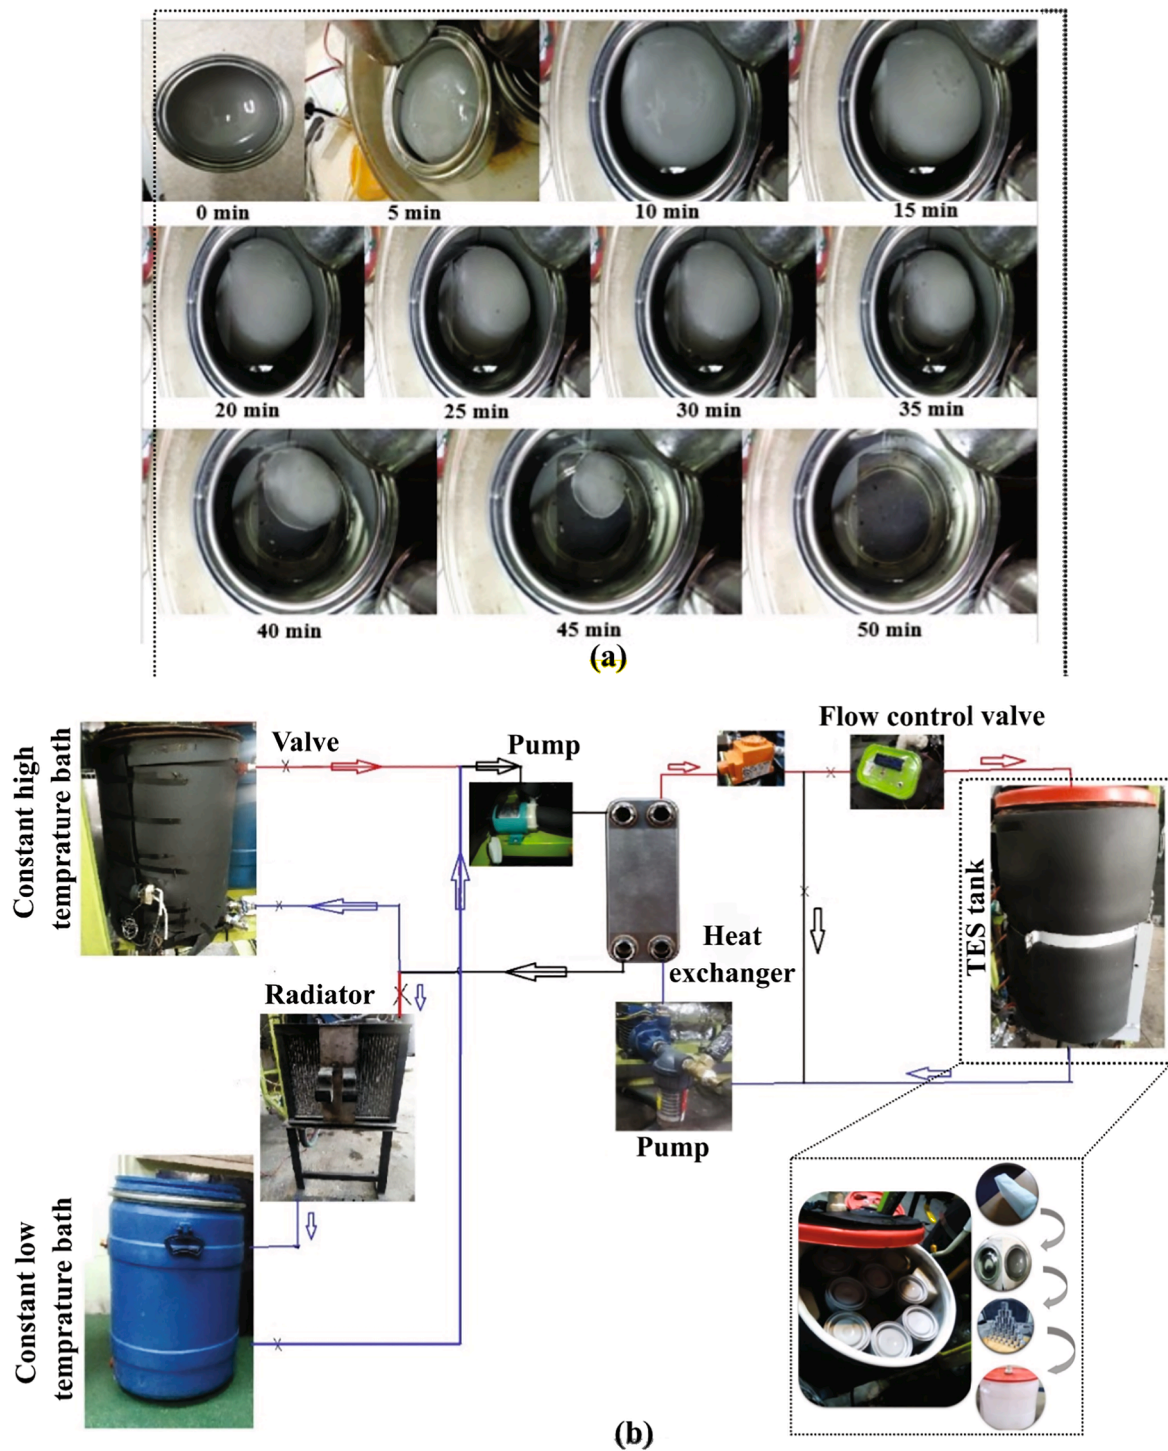 0 min 5 min 10 min 15 min
20 min 25 min 30 min 35 min
40 min 45 min 50 min
(a)
Constant high
temprature bath
Valve
Pump
Flow control valve
TES tank
Heat
exchanger
Radiator
Pump
Constant low
temprature bath
(b)